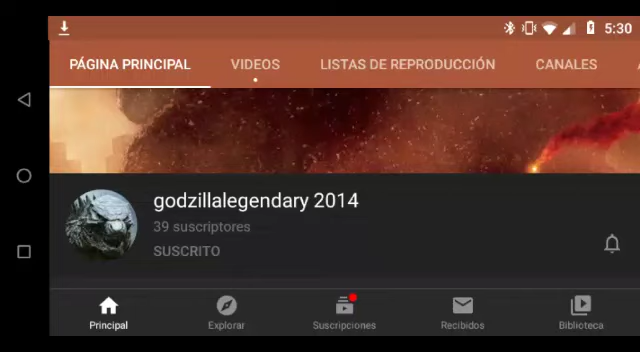 5:30
PÁGINA PRINCIPAL VIDEOS LISTAS DE REPRODUCCIÓN CANALES
godzillalegendary 2014
39 suscriptores
SUSCRITO
Principal Explorar Suscripciones Recibidos Biblioteca